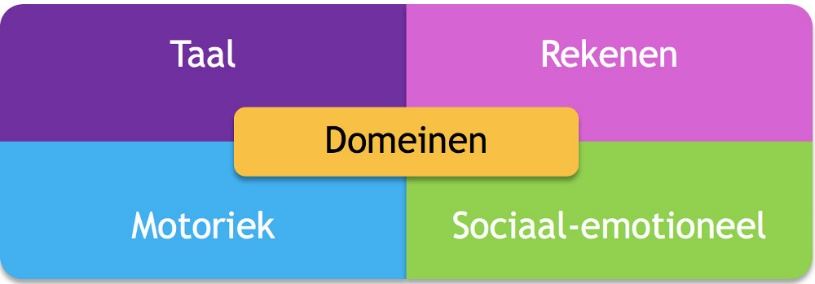 Taal
Rekenen
Domeinen
Motoriek
Sociaal-emotioneel